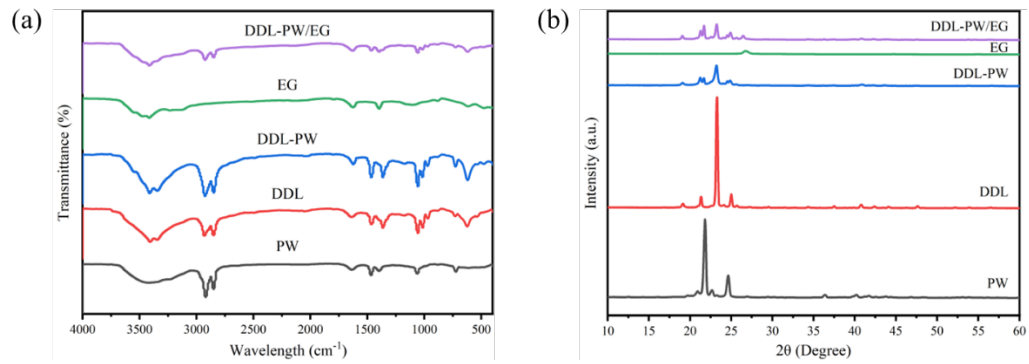 (a)
DDL-PW/EG
EG
DDL-PW
DDL
PW
Transmittance (%)
4000 3500 3000 2500 2000 1500 1000 500
Wavelength (cm⁻¹)
(b)
DDL-PW/EG
EG
DDL-PW
DDL
PW
Intensity (a.u.)
10 15 20 25 30 35 40 45 50 55 60
2θ (Degree)